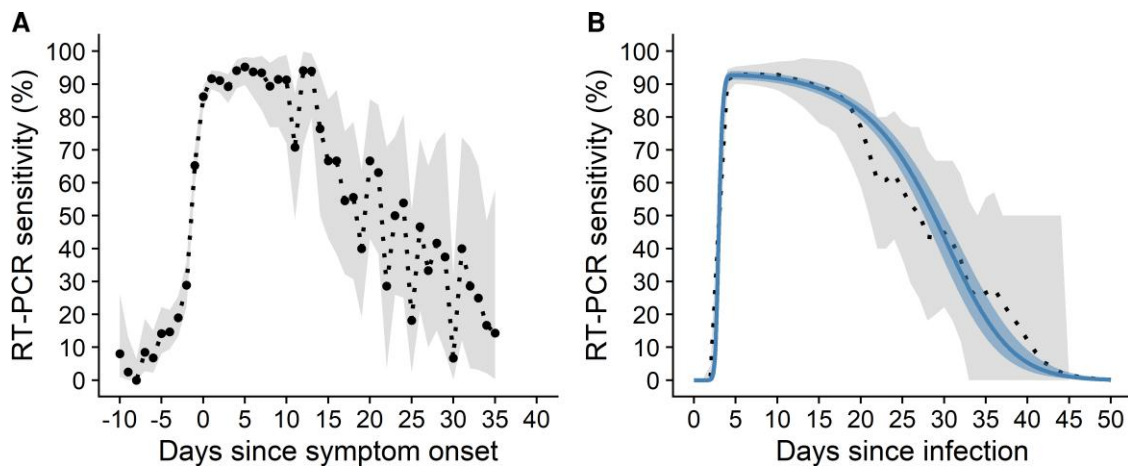 A
RT-PCR sensitivity (%)
100
90
80
70
60
50
40
30
20
10
0
-10 -5 0 5 10 15 20 25 30 35 40
Days since symptom onset
B
RT-PCR sensitivity (%)
100
90
80
70
60
50
40
30
20
10
0
0 5 10 15 20 25 30 35 40 45 50
Days since infection